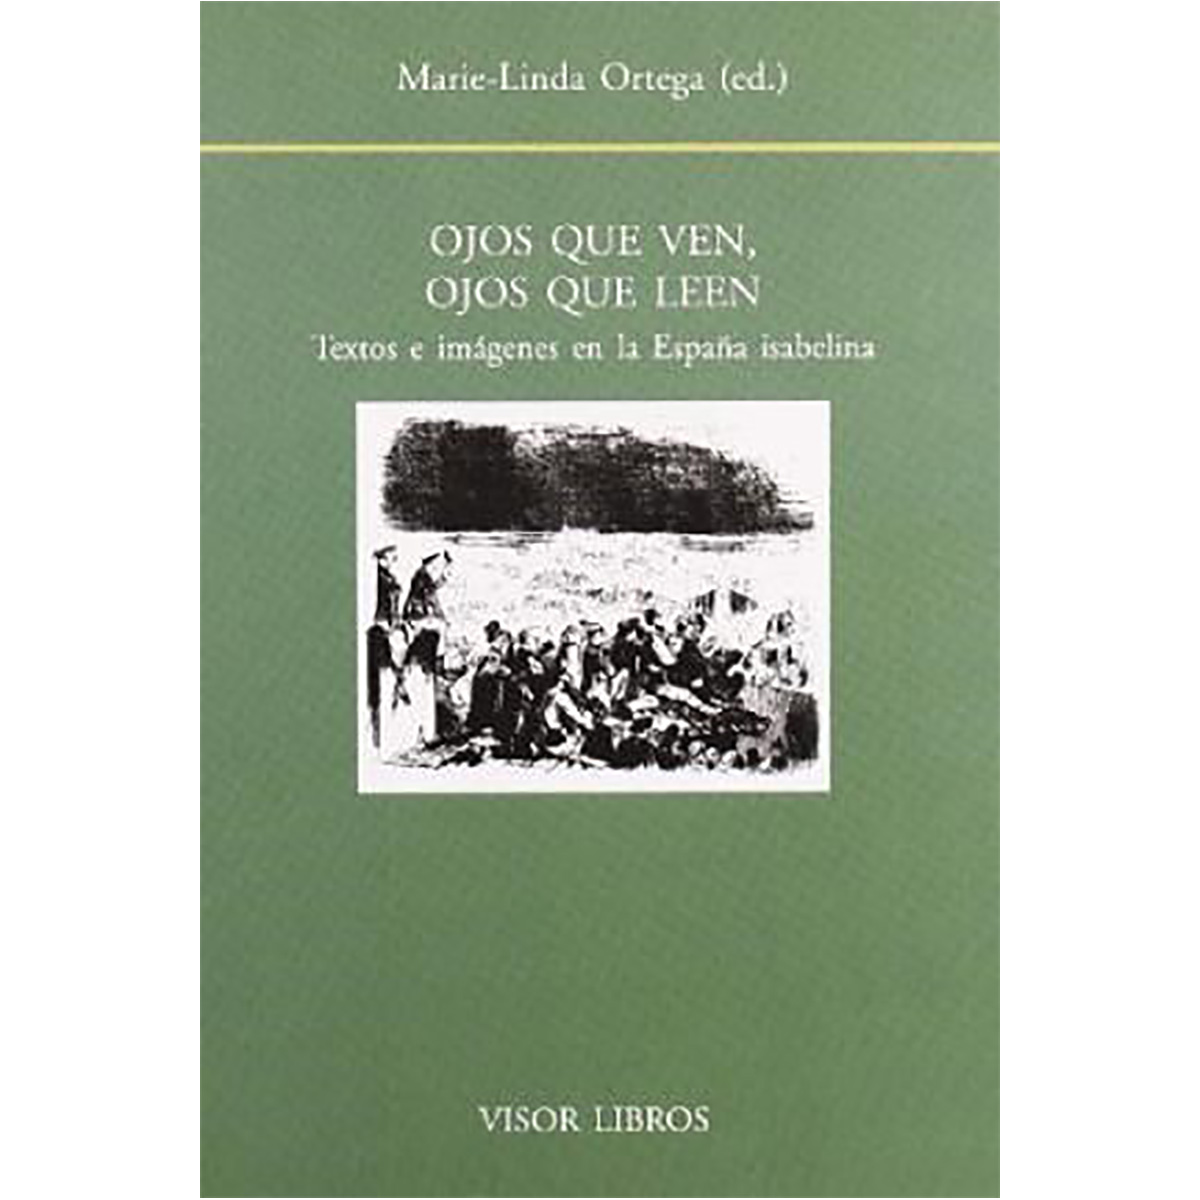 Marie-Linda Ortega (ed.)
OJOS QUE VEN,
OJOS QUE LEEN
Textos e imágenes en la España isabelina
VISOR LIBROS